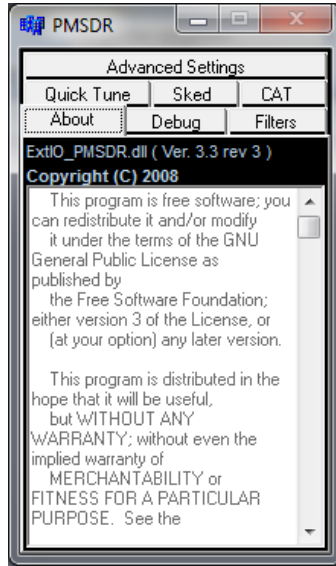 PMSDR
Advanced Settings
Quick Tune Sked CAT
About Debug Filters
ExtIO_PMSDR.dll ( Ver. 3.3 rev 3 )
Copyright (C) 2008
This program is free software; you
can redistribute it and/or modify
it under the terms of the GNU
General Public License as
published by
the Free Software Foundation;
either version 3 of the License, or
(at your option) any later version.
This program is distributed in the
hope that it will be useful,
but WITHOUT ANY
WARRANTY; without even the
implied warranty of
MERCHANTABILITY or
FITNESS FOR A PARTICULAR
PURPOSE. See the